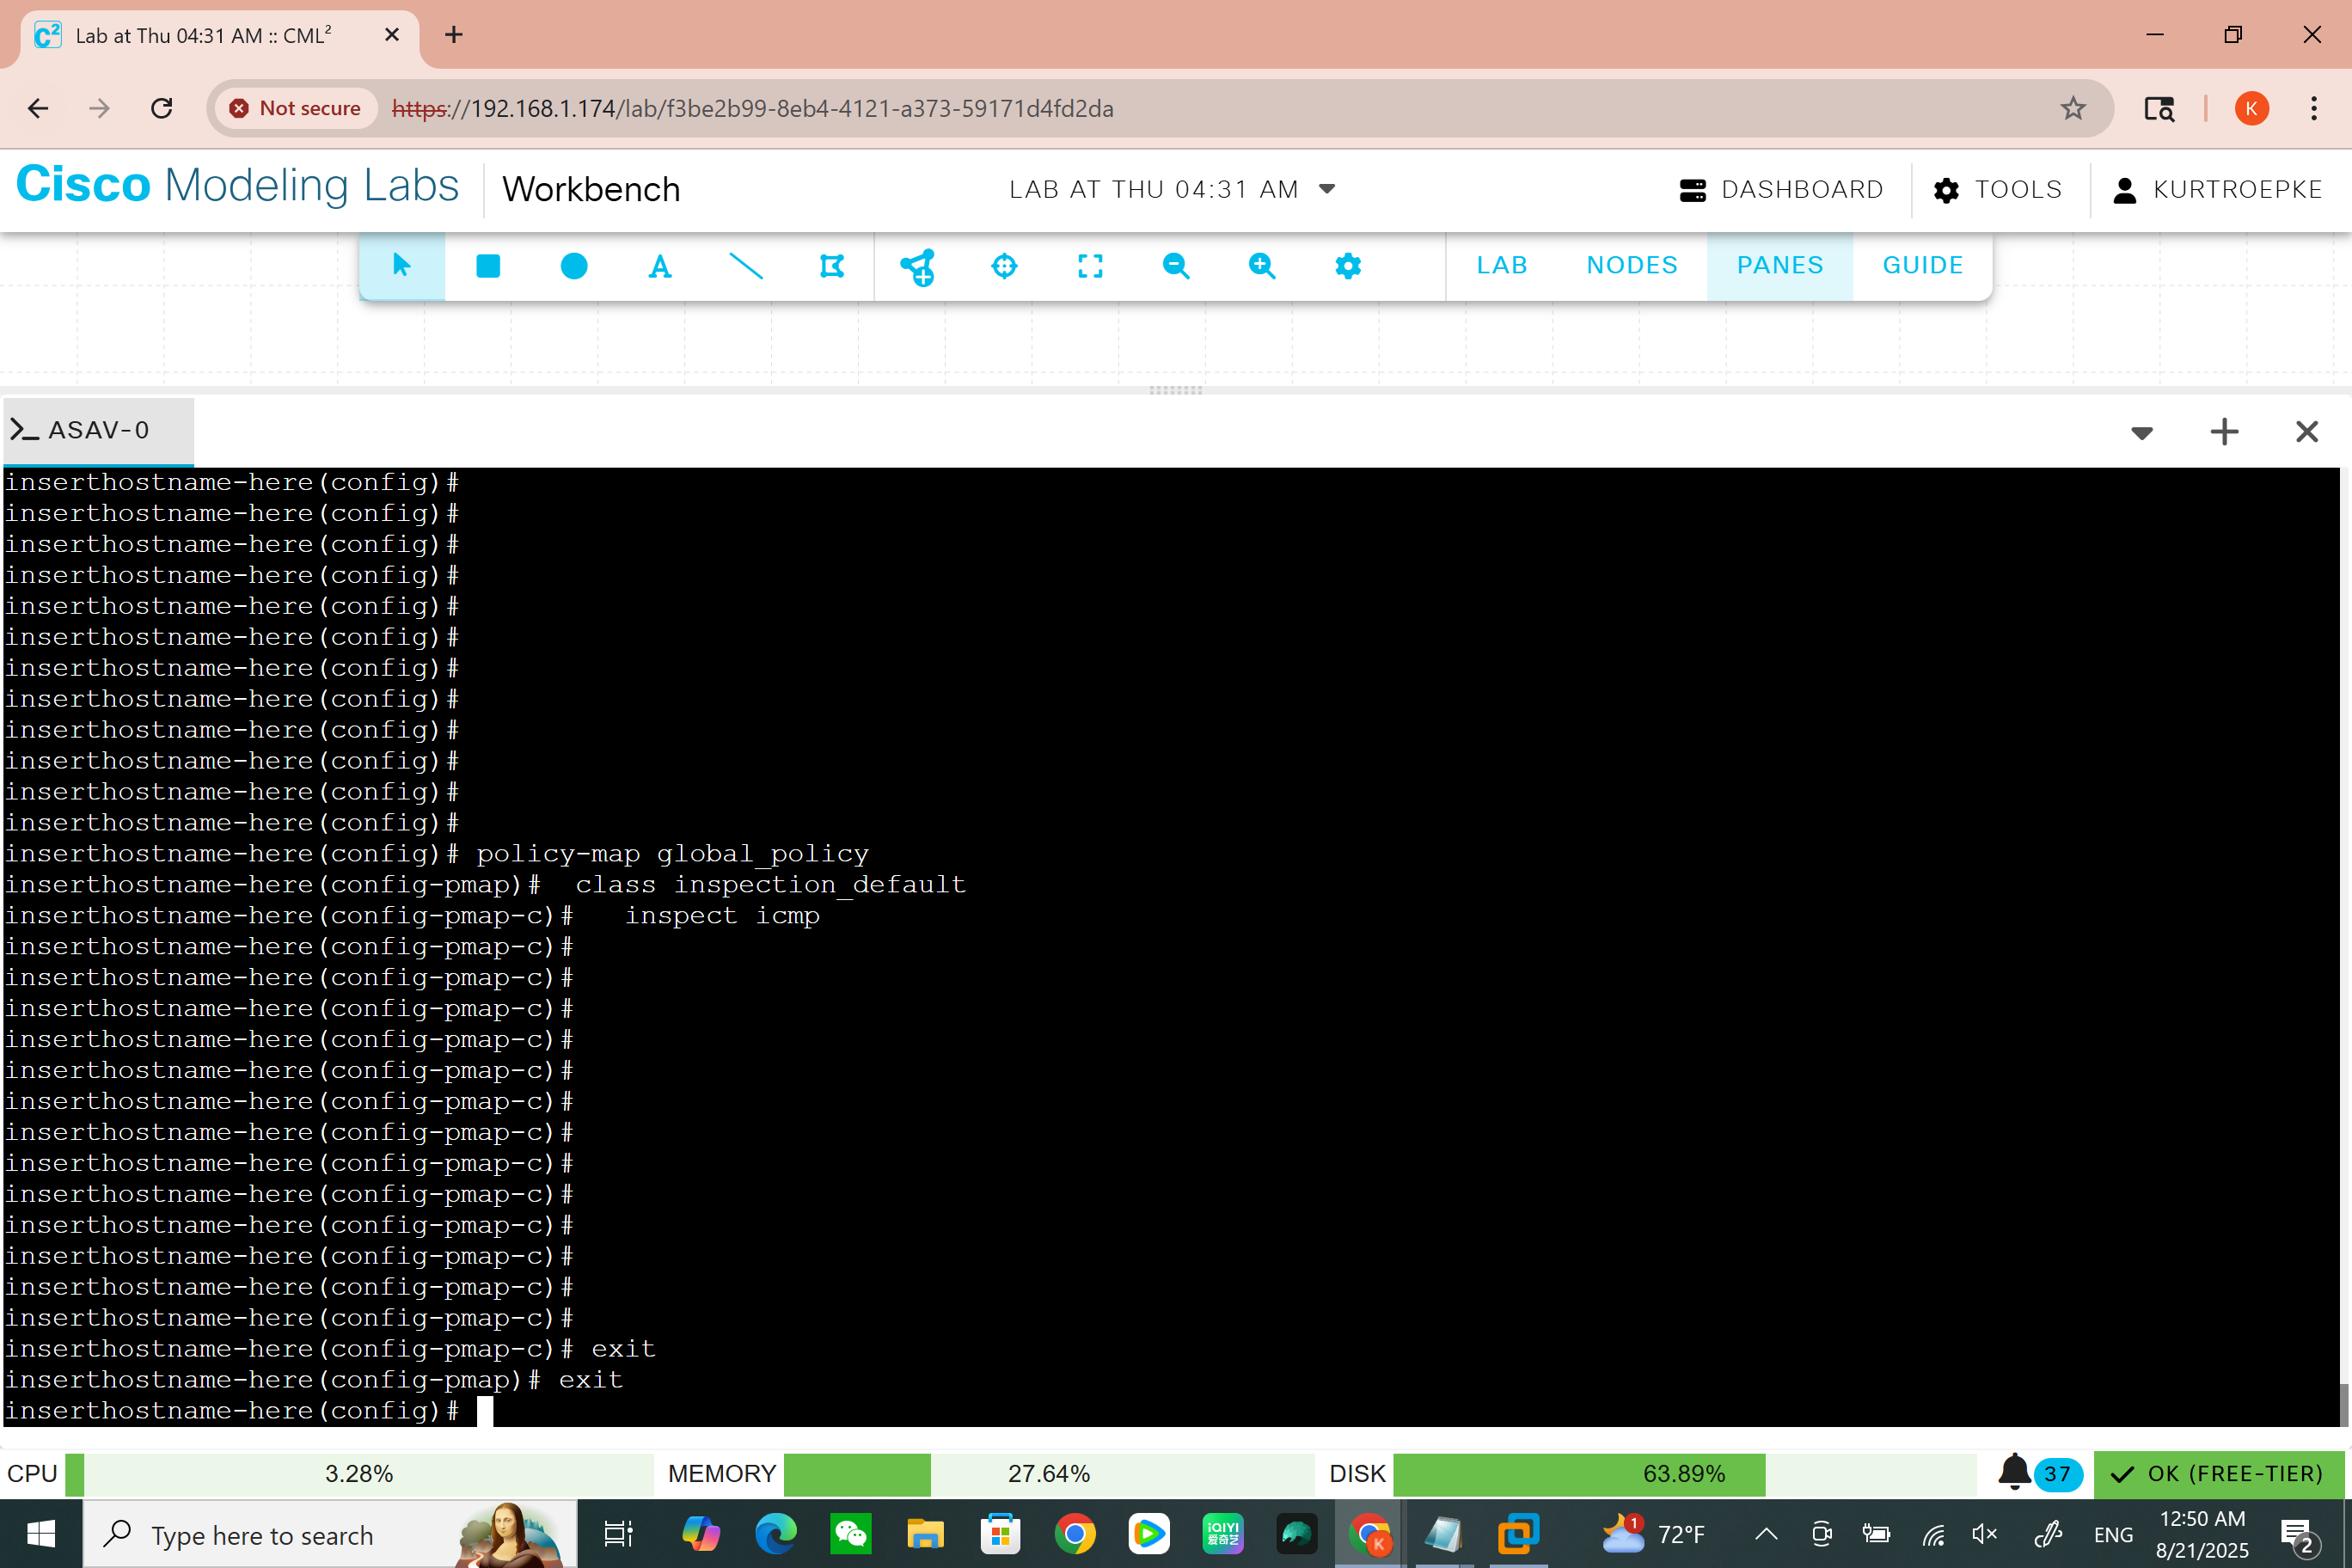 Lab at Thu 04:31 AM :: CML²
Not secure
https://192.168.1.174/lab/f3be2b99-8eb4-4121-a373-59171d4fd2da
K
Cisco Modeling Labs
Workbench
LAB AT THU 04:31 AM
DASHBOARD
TOOLS
KURTROEPKE
A
LAB
NODES
PANES
GUIDE
ASAV-0
inserthostname-here(config)#
inserthostname-here(config)#
inserthostname-here(config)#
inserthostname-here(config)#
inserthostname-here(config)#
inserthostname-here(config)#
inserthostname-here(config)#
inserthostname-here(config)#
inserthostname-here(config)#
inserthostname-here(config)#
inserthostname-here(config)#
inserthostname-here(config)#
inserthostname-here(config)# policy-map global_policy
inserthostname-here(config-pmap)#  class inspection_default
inserthostname-here(config-pmap-c)#   inspect icmp
inserthostname-here(config-pmap-c)#
inserthostname-here(config-pmap-c)#
inserthostname-here(config-pmap-c)#
inserthostname-here(config-pmap-c)#
inserthostname-here(config-pmap-c)#
inserthostname-here(config-pmap-c)#
inserthostname-here(config-pmap-c)#
inserthostname-here(config-pmap-c)#
inserthostname-here(config-pmap-c)#
inserthostname-here(config-pmap-c)#
inserthostname-here(config-pmap-c)#
inserthostname-here(config-pmap-c)#
inserthostname-here(config-pmap-c)#
inserthostname-here(config-pmap-c)# exit
inserthostname-here(config-pmap)# exit
inserthostname-here(config)#
CPU 3.28% MEMORY 27.64% DISK 63.89% 37 OK (FREE-TIER)
Type here to search
iQIYI
爱奇艺
K
1
72°F
ENG
12:50 AM
8/21/2025
2